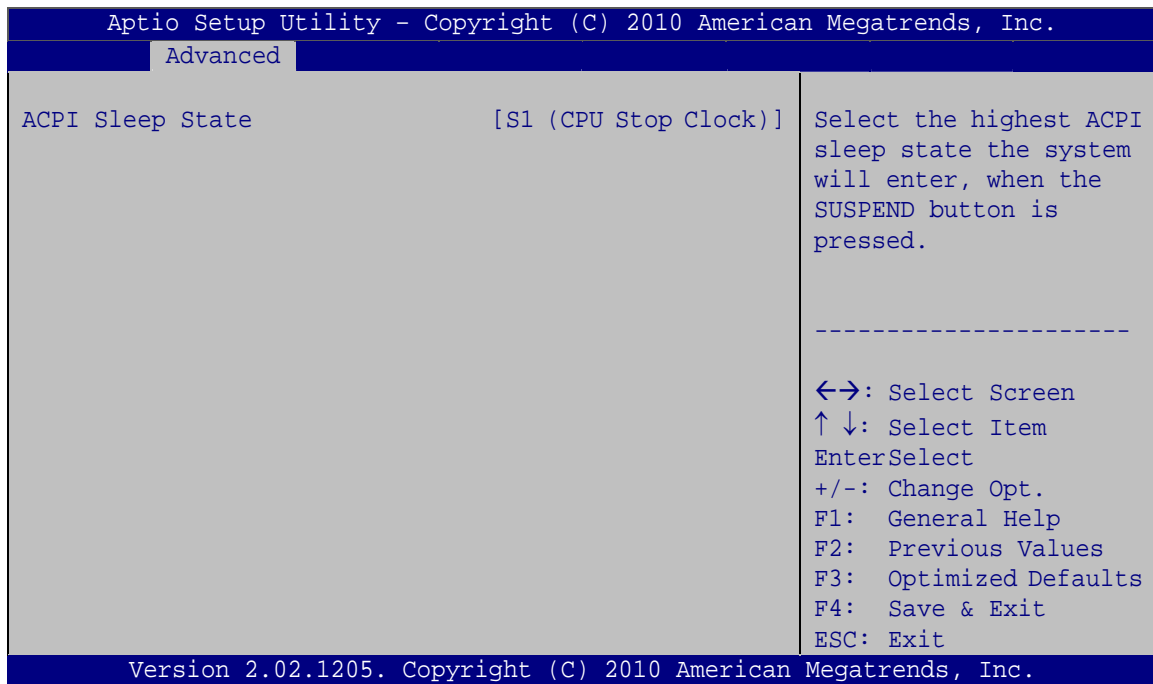 Aptio Setup Utility – Copyright (C) 2010 American Megatrends, Inc.
Advanced
ACPI Sleep State [S1 (CPU Stop Clock)]
Select the highest ACPI
sleep state the system
will enter, when the
SUSPEND button is
pressed.
----------------------
←→: Select Screen
↑ ↓: Select Item
EnterSelect
+/-: Change Opt.
F1: General Help
F2: Previous Values
F3: Optimized Defaults
F4: Save & Exit
ESC: Exit
Version 2.02.1205. Copyright (C) 2010 American Megatrends, Inc.